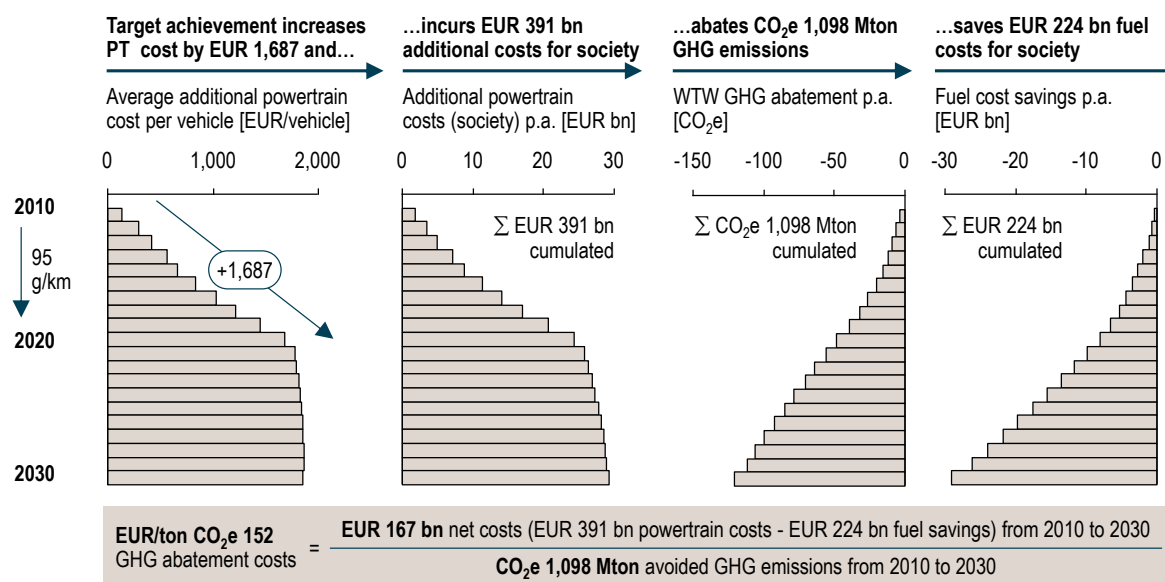 Target achievement increases
PT cost by EUR 1,687 and…
…incurs EUR 391 bn
additional costs for society
…abates CO₂e 1,098 Mton
GHG emissions
…saves EUR 224 bn fuel
costs for society
Average additional powertrain
cost per vehicle [EUR/vehicle]
Additional powertrain
costs (society) p.a. [EUR bn]
WTW GHG abatement p.a.
[CO₂e]
Fuel cost savings p.a.
[EUR bn]
0 1,000 2,000
0 10 20 30
-150 -100 -50 0
-30 -20 -10 0
2010
95
g/km
2020
2030
+1,687
∑ EUR 391 bn
cumulated
∑ CO₂e 1,098 Mton
cumulated
∑ EUR 224 bn
cumulated
EUR/ton CO₂e 152
GHG abatement costs
=
EUR 167 bn net costs (EUR 391 bn powertrain costs - EUR 224 bn fuel savings) from 2010 to 2030
CO₂e 1,098 Mton avoided GHG emissions from 2010 to 2030